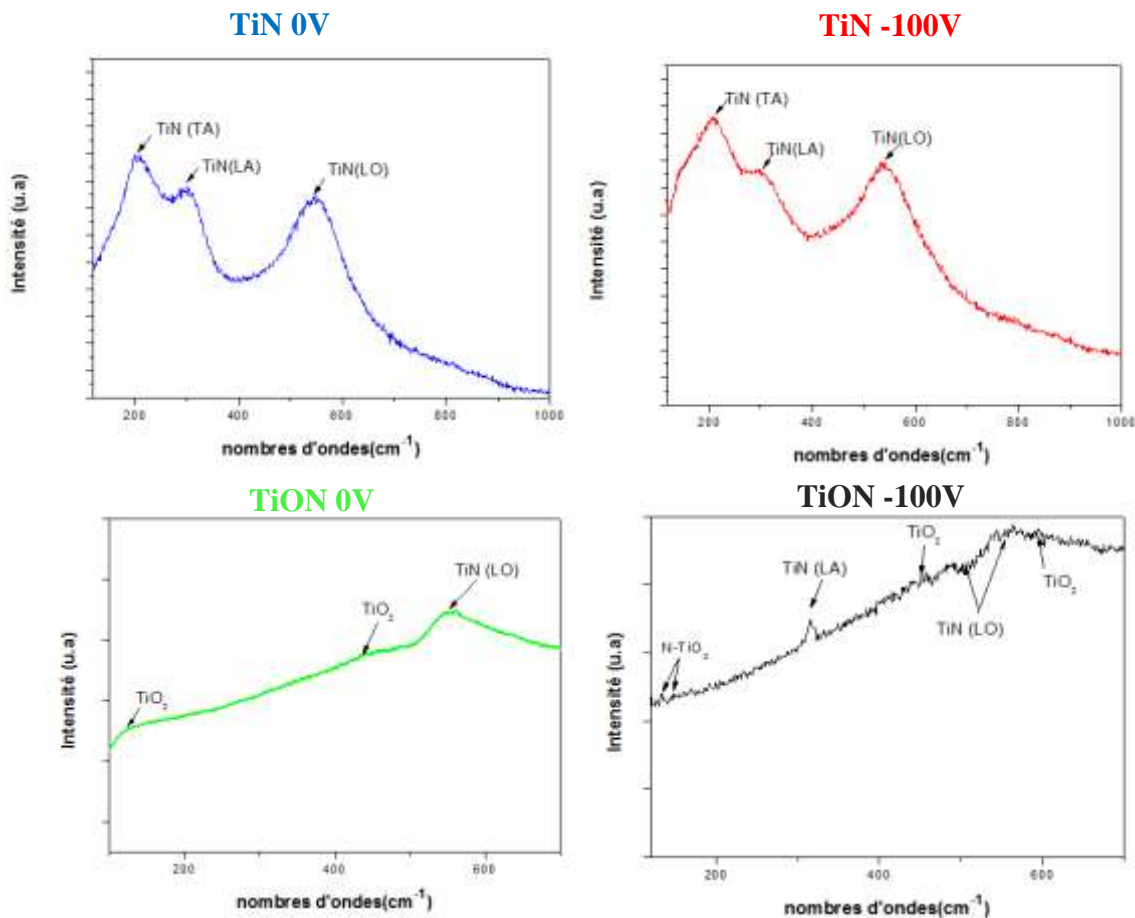 TiN 0V
TiN (TA)
TiN(LA)
TiN(LO)
Intensité (u.a)
200
400
600
800
1000
nombres d'ondes(cm⁻¹)
TiN -100V
TiN (TA)
TiN(LA)
TiN(LO)
Intensité (u.a)
200
400
600
800
1000
nombres d'ondes(cm⁻¹)
TiON 0V
TiN (LO)
TiO₂
TiO₂
Intensité (u.a)
200
400
600
nombres d'ondes(cm⁻¹)
TiON -100V
TiO₂
TiN (LA)
TiO₂
TiN (LO)
N-TiO₂
Intensité (u.a)
200
400
600
nombres d'ondes(cm⁻¹)